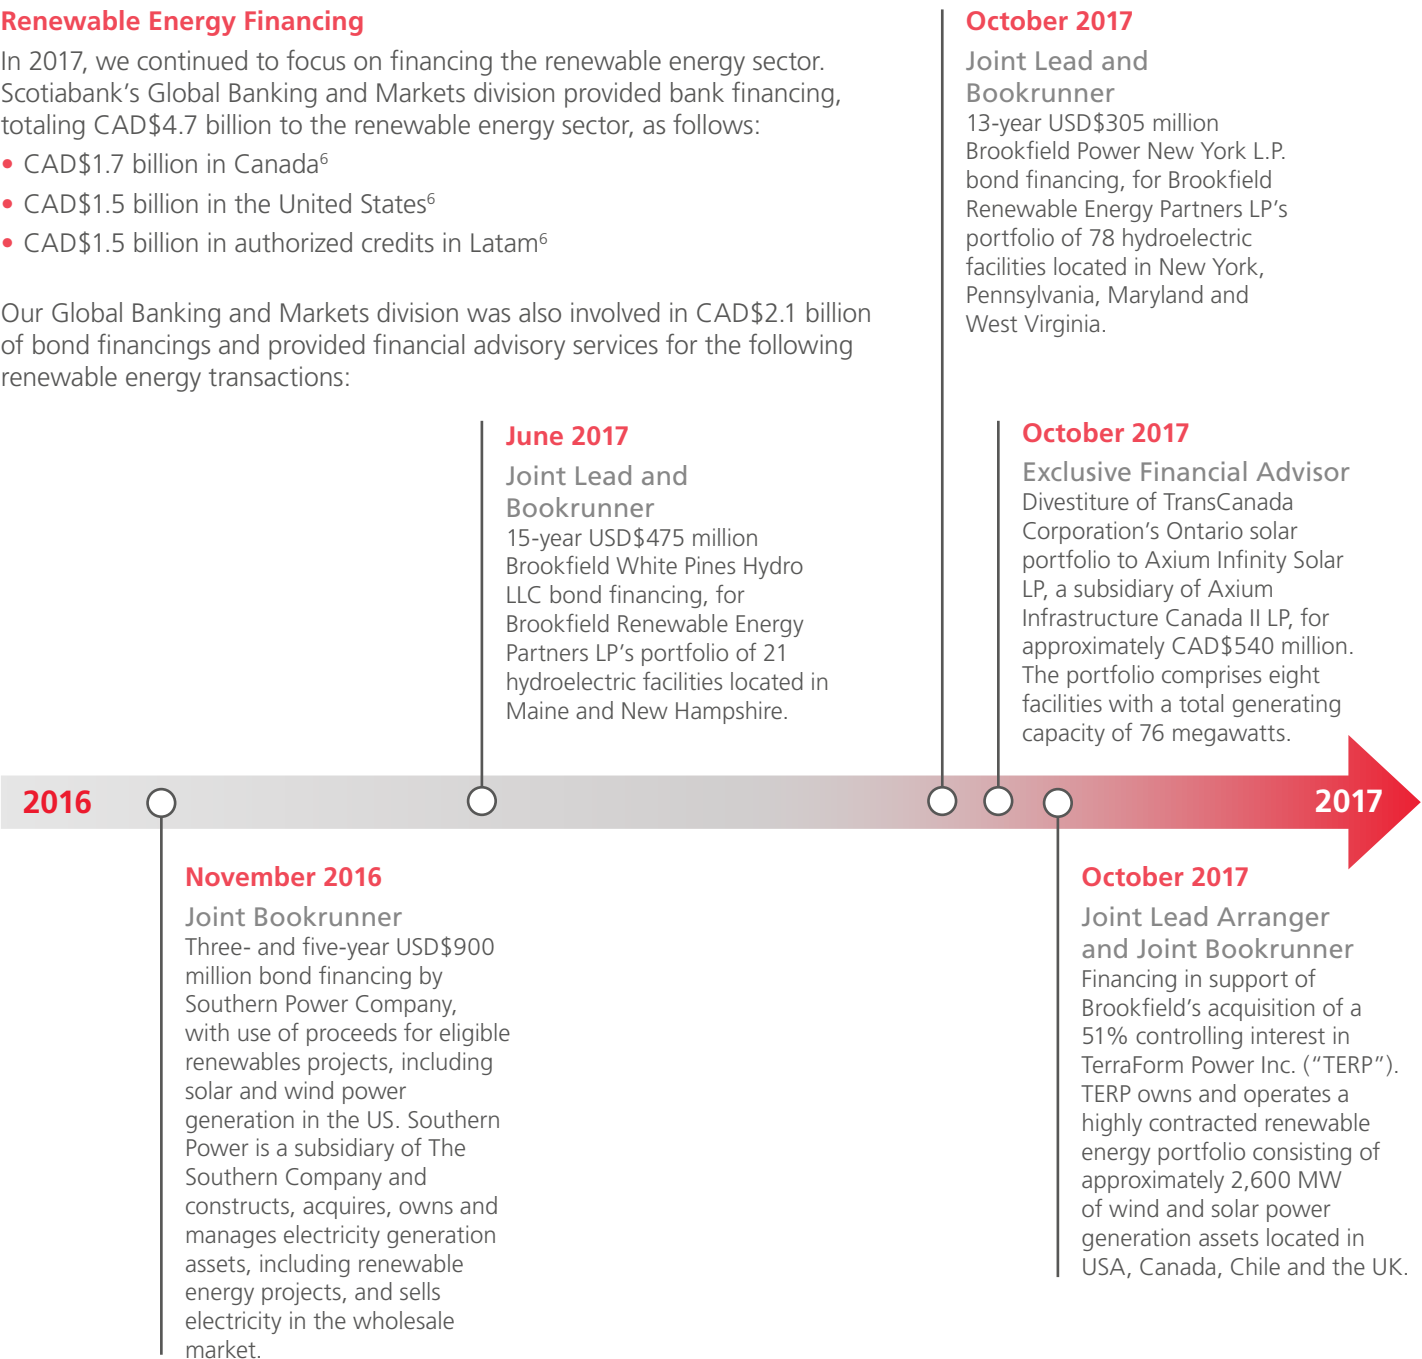 Renewable Energy Financing
In 2017, we continued to focus on financing the renewable energy sector.
Scotiabank’s Global Banking and Markets division provided bank financing,
totaling CAD$4.7 billion to the renewable energy sector, as follows:
• CAD$1.7 billion in Canada⁶
• CAD$1.5 billion in the United States⁶
• CAD$1.5 billion in authorized credits in Latam⁶
Our Global Banking and Markets division was also involved in CAD$2.1 billion
of bond financings and provided financial advisory services for the following
renewable energy transactions:
October 2017
Joint Lead and
Bookrunner
13-year USD$305 million
Brookfield Power New York L.P.
bond financing, for Brookfield
Renewable Energy Partners LP’s
portfolio of 78 hydroelectric
facilities located in New York,
Pennsylvania, Maryland and
West Virginia.
June 2017
Joint Lead and
Bookrunner
15-year USD$475 million
Brookfield White Pines Hydro
LLC bond financing, for
Brookfield Renewable Energy
Partners LP’s portfolio of 21
hydroelectric facilities located in
Maine and New Hampshire.
October 2017
Exclusive Financial Advisor
Divestiture of TransCanada
Corporation’s Ontario solar
portfolio to Axium Infinity Solar
LP, a subsidiary of Axium
Infrastructure Canada II LP, for
approximately CAD$540 million.
The portfolio comprises eight
facilities with a total generating
capacity of 76 megawatts.
2016
2017
November 2016
Joint Bookrunner
Three- and five-year USD$900
million bond financing by
Southern Power Company,
with use of proceeds for eligible
renewables projects, including
solar and wind power
generation in the US. Southern
Power is a subsidiary of The
Southern Company and
constructs, acquires, owns and
manages electricity generation
assets, including renewable
energy projects, and sells
electricity in the wholesale
market.
October 2017
Joint Lead Arranger
and Joint Bookrunner
Financing in support of
Brookfield’s acquisition of a
51% controlling interest in
TerraForm Power Inc. (“TERP”).
TERP owns and operates a
highly contracted renewable
energy portfolio consisting of
approximately 2,600 MW
of wind and solar power
generation assets located in
USA, Canada, Chile and the UK.